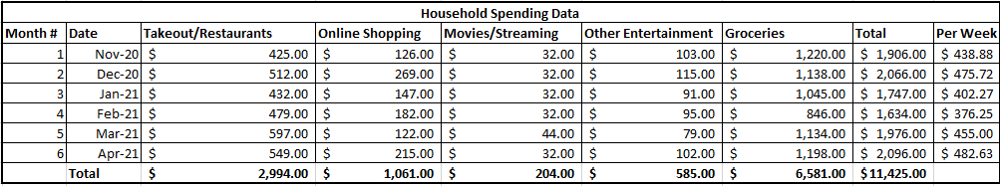 Household Spending Data
Month # Date Takeout/Restaurants Online Shopping Movies/Streaming Other Entertainment Groceries Total Per Week
1 Nov-20 $ 425.00 $ 126.00 $ 32.00 $ 103.00 $ 1,220.00 $ 1,906.00 $ 438.88
2 Dec-20 $ 512.00 $ 269.00 $ 32.00 $ 115.00 $ 1,138.00 $ 2,066.00 $ 475.72
3 Jan-21 $ 432.00 $ 147.00 $ 32.00 $ 91.00 $ 1,045.00 $ 1,747.00 $ 402.27
4 Feb-21 $ 479.00 $ 182.00 $ 32.00 $ 95.00 $ 846.00 $ 1,634.00 $ 376.25
5 Mar-21 $ 597.00 $ 122.00 $ 44.00 $ 79.00 $ 1,134.00 $ 1,976.00 $ 455.00
6 Apr-21 $ 549.00 $ 215.00 $ 32.00 $ 102.00 $ 1,198.00 $ 2,096.00 $ 482.63
Total $ 2,994.00 $ 1,061.00 $ 204.00 $ 585.00 $ 6,581.00 $11,425.00